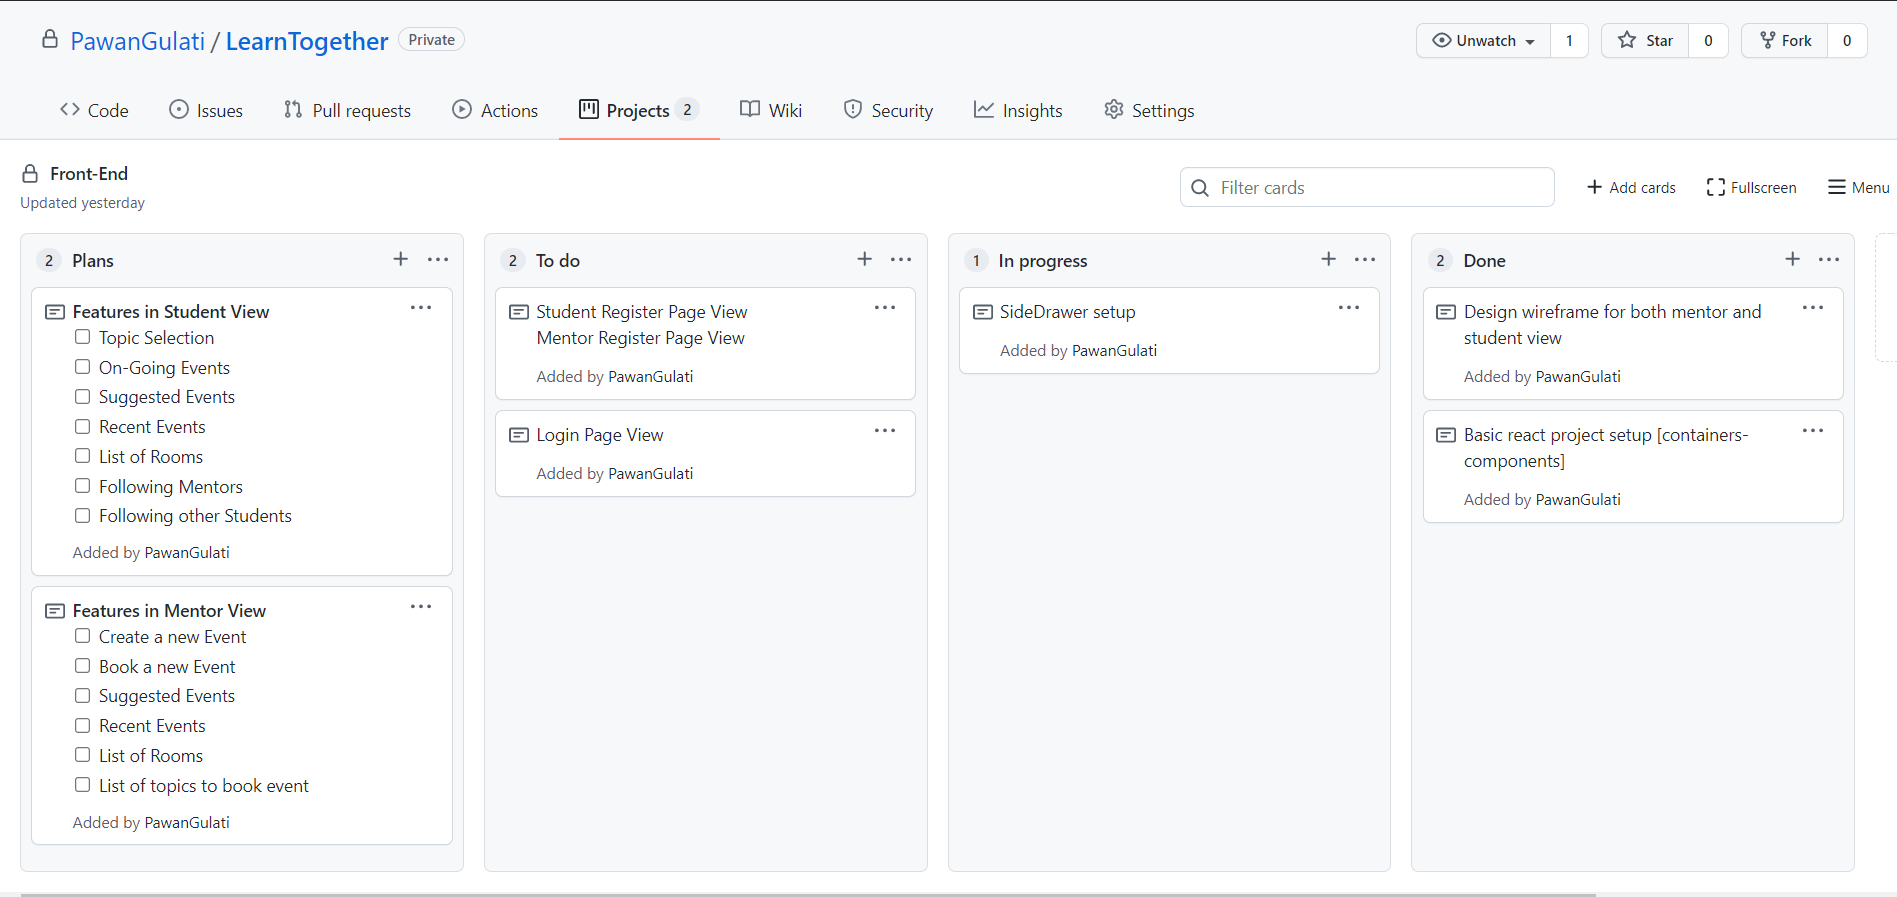 PawanGulati / LearnTogether Private
Unwatch 1 Star 0 Fork 0
Code Issues Pull requests Actions Projects 2 Wiki Security Insights Settings
Front-End
Updated yesterday
Filter cards
Add cards Fullscreen Menu
2 Plans
Features in Student View
Topic Selection
On-Going Events
Suggested Events
Recent Events
List of Rooms
Following Mentors
Following other Students
Added by PawanGulati
Features in Mentor View
Create a new Event
Book a new Event
Suggested Events
Recent Events
List of Rooms
List of topics to book event
Added by PawanGulati
2 To do
Student Register Page View
Mentor Register Page View
Added by PawanGulati
Login Page View
Added by PawanGulati
1 In progress
SideDrawer setup
Added by PawanGulati
2 Done
Design wireframe for both mentor and
student view
Added by PawanGulati
Basic react project setup [containers-
components]
Added by PawanGulati